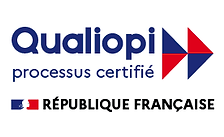 Qualiopi
processus certifié
RÉPUBLIQUE FRANÇAISE